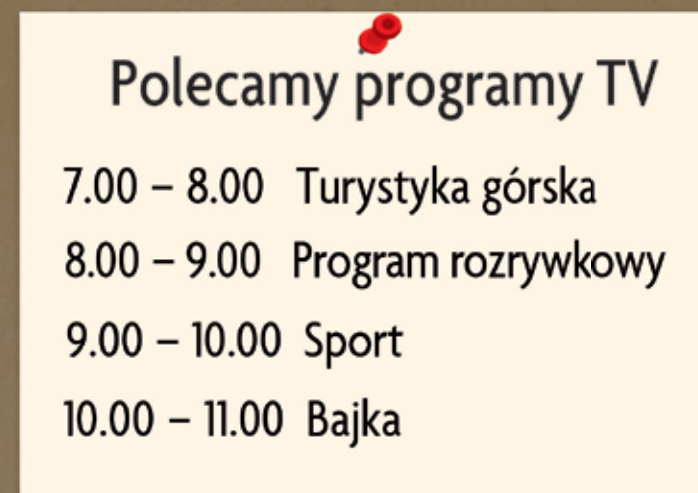 Polecamy programy TV
7.00 – 8.00 Turystyka górska
8.00 – 9.00 Program rozrywkowy
9.00 – 10.00 Sport
10.00 – 11.00 Bajka